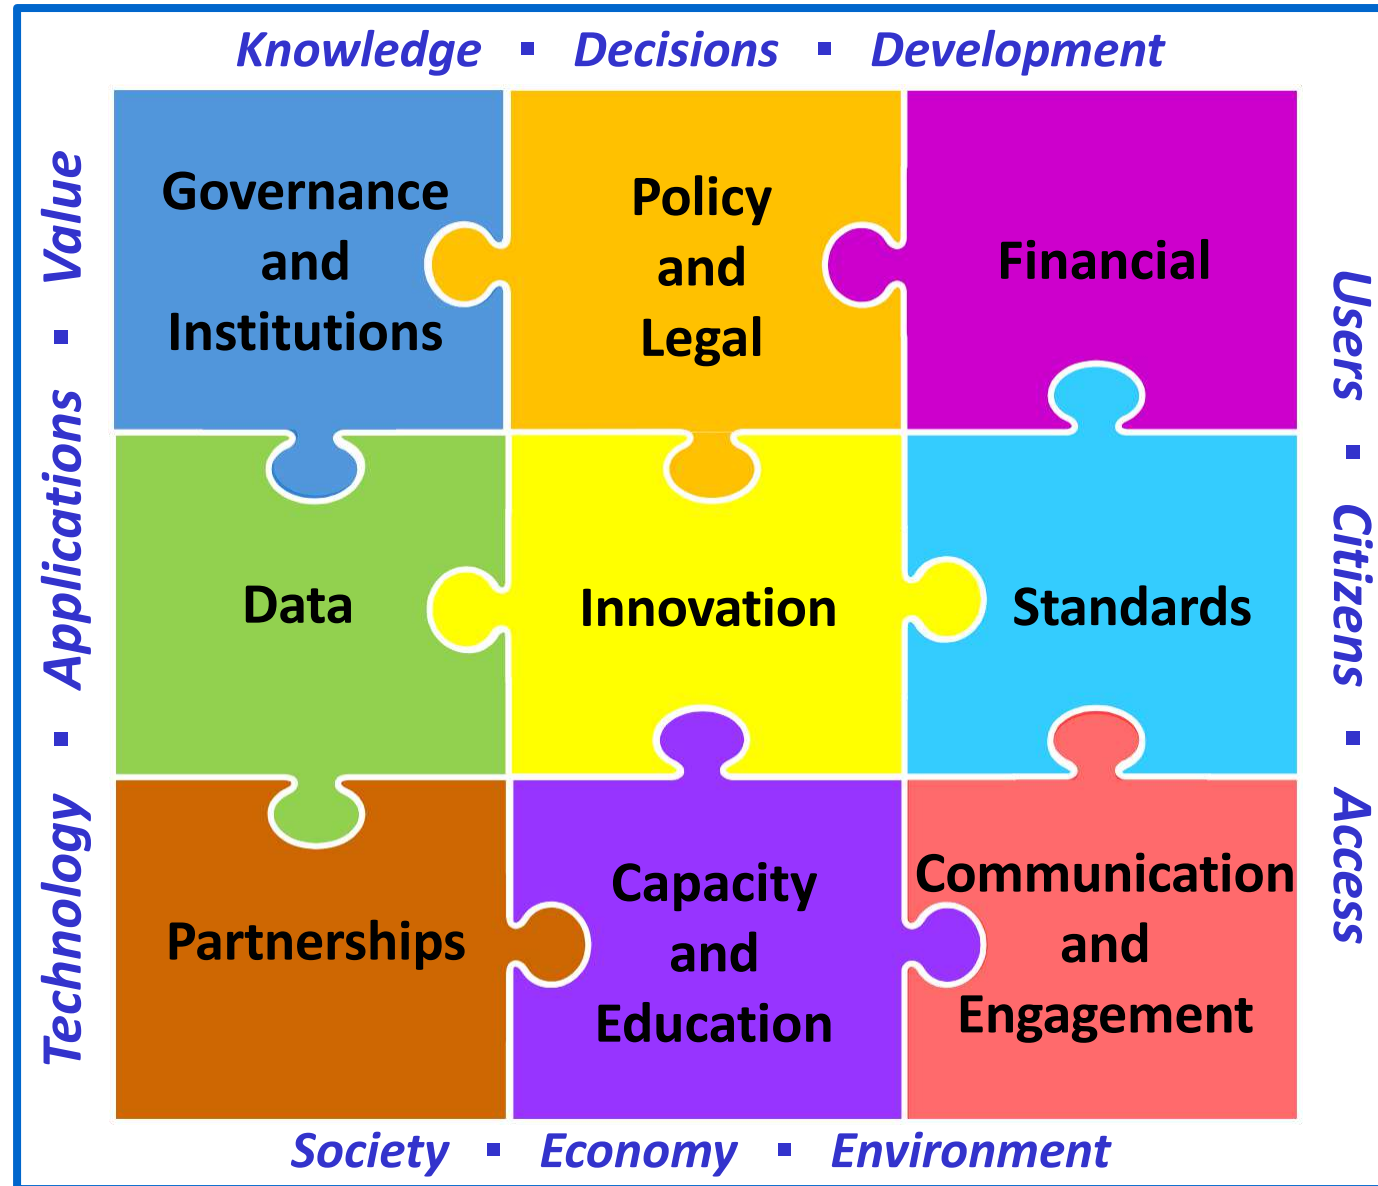 Knowledge ▪ Decisions ▪ Development
Technology ▪ Applications ▪ Value
Governance
and
Institutions
Policy
and
Legal
Financial
Data
Innovation
Standards
Partnerships
Capacity
and
Education
Communication
and
Engagement
Users ▪ Citizens ▪ Access
Society ▪ Economy ▪ Environment